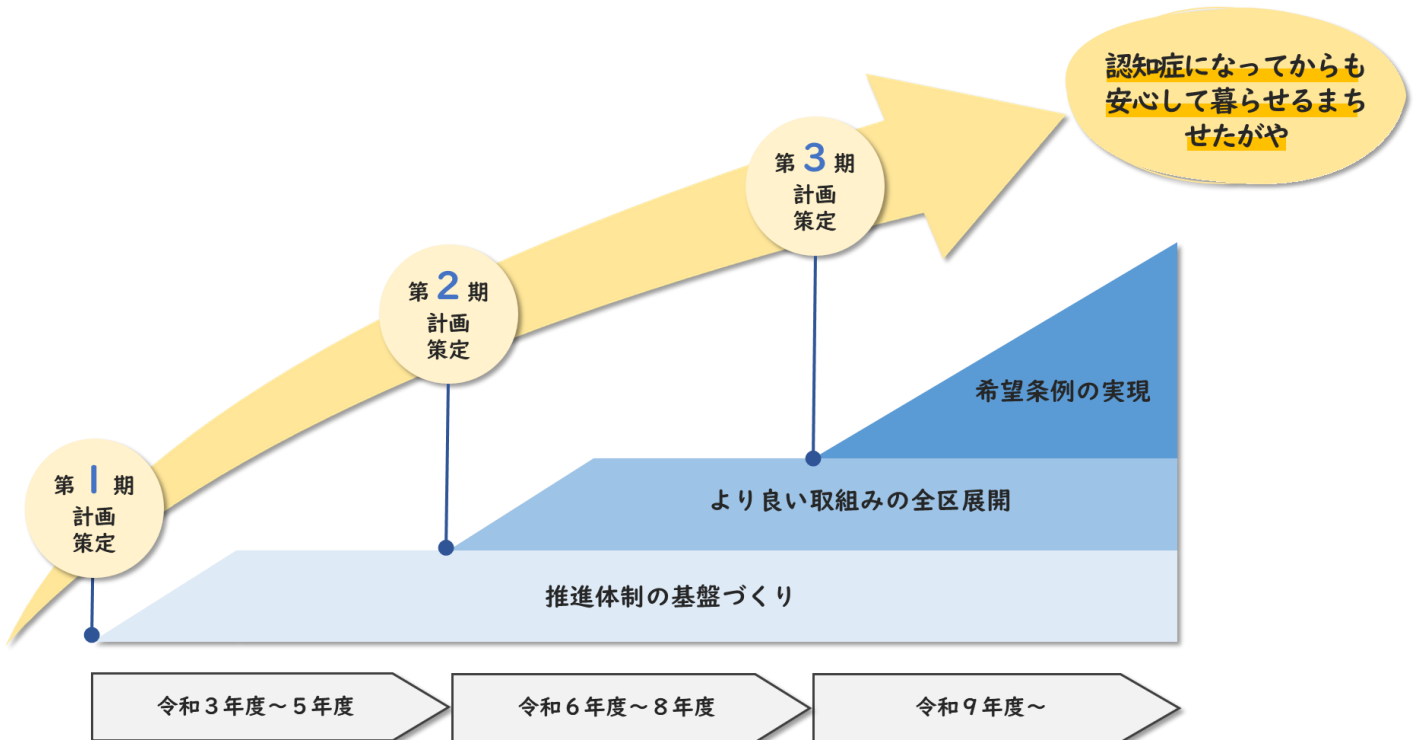 認知症になってからも
安心して暮らせるまち
せたがや
第3期
計画
策定
第2期
計画
策定
第1期
計画
策定
希望条例の実現
より良い取組みの全区展開
推進体制の基盤づくり
令和3年度～5年度
令和6年度～8年度
令和9年度～